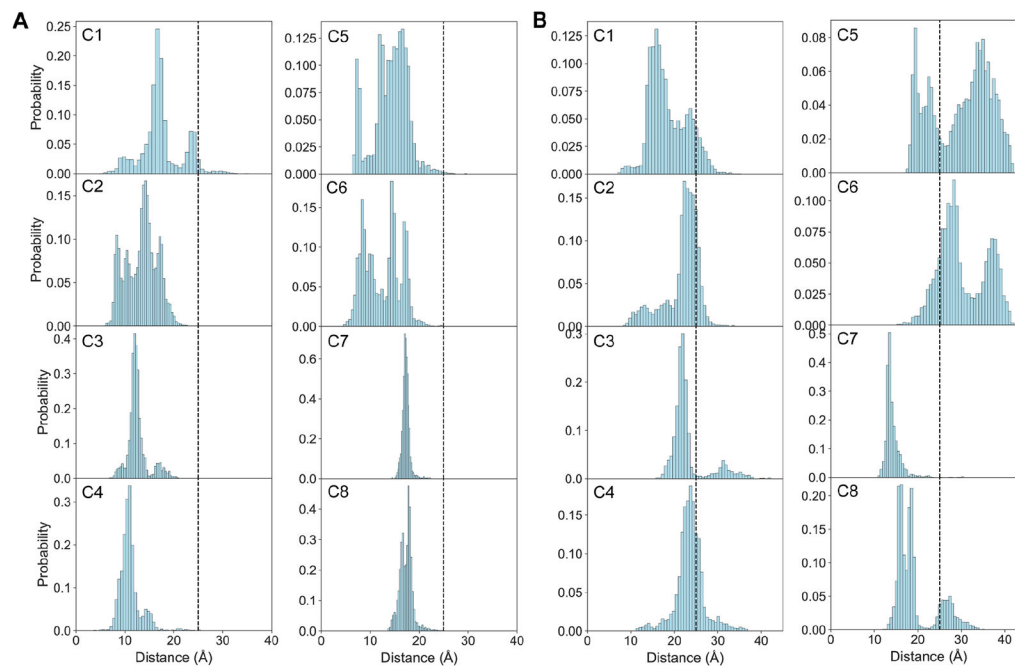 A
B
C1
Probability
0.25
0.20
0.15
0.10
0.05
0.00
C5
0.125
0.100
0.075
0.050
0.025
0.000
C1
Probability
0.125
0.100
0.075
0.050
0.025
0.000
C5
0.08
0.06
0.04
0.02
0.00
C2
Probability
0.15
0.10
0.05
0.00
C6
0.15
0.10
0.05
0.00
C2
0.15
0.10
0.05
0.00
C6
0.100
0.075
0.050
0.025
0.000
C3
Probability
0.4
0.3
0.2
0.1
0.0
C7
0.6
0.4
0.2
0.0
C3
0.3
0.2
0.1
0.0
C7
0.5
0.4
0.3
0.2
0.1
0.0
C4
Probability
0.3
0.2
0.1
0.0
C8
0.4
0.3
0.2
0.1
0.0
C4
0.15
0.10
0.05
0.00
C8
0.20
0.15
0.10
0.05
0.00
0 10 20 30 40
0 10 20 30 40
0 10 20 30 40
0 10 20 30 40
Distance (Å)
Distance (Å)
Distance (Å)
Distance (Å)